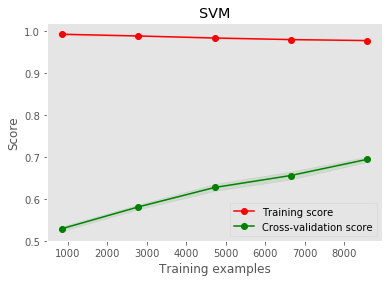 SVM
1.0
0.9
0.8
0.7
0.6
0.5
Score
1000 2000 3000 4000 5000 6000 7000 8000
Training examples
Training score
Cross-validation score